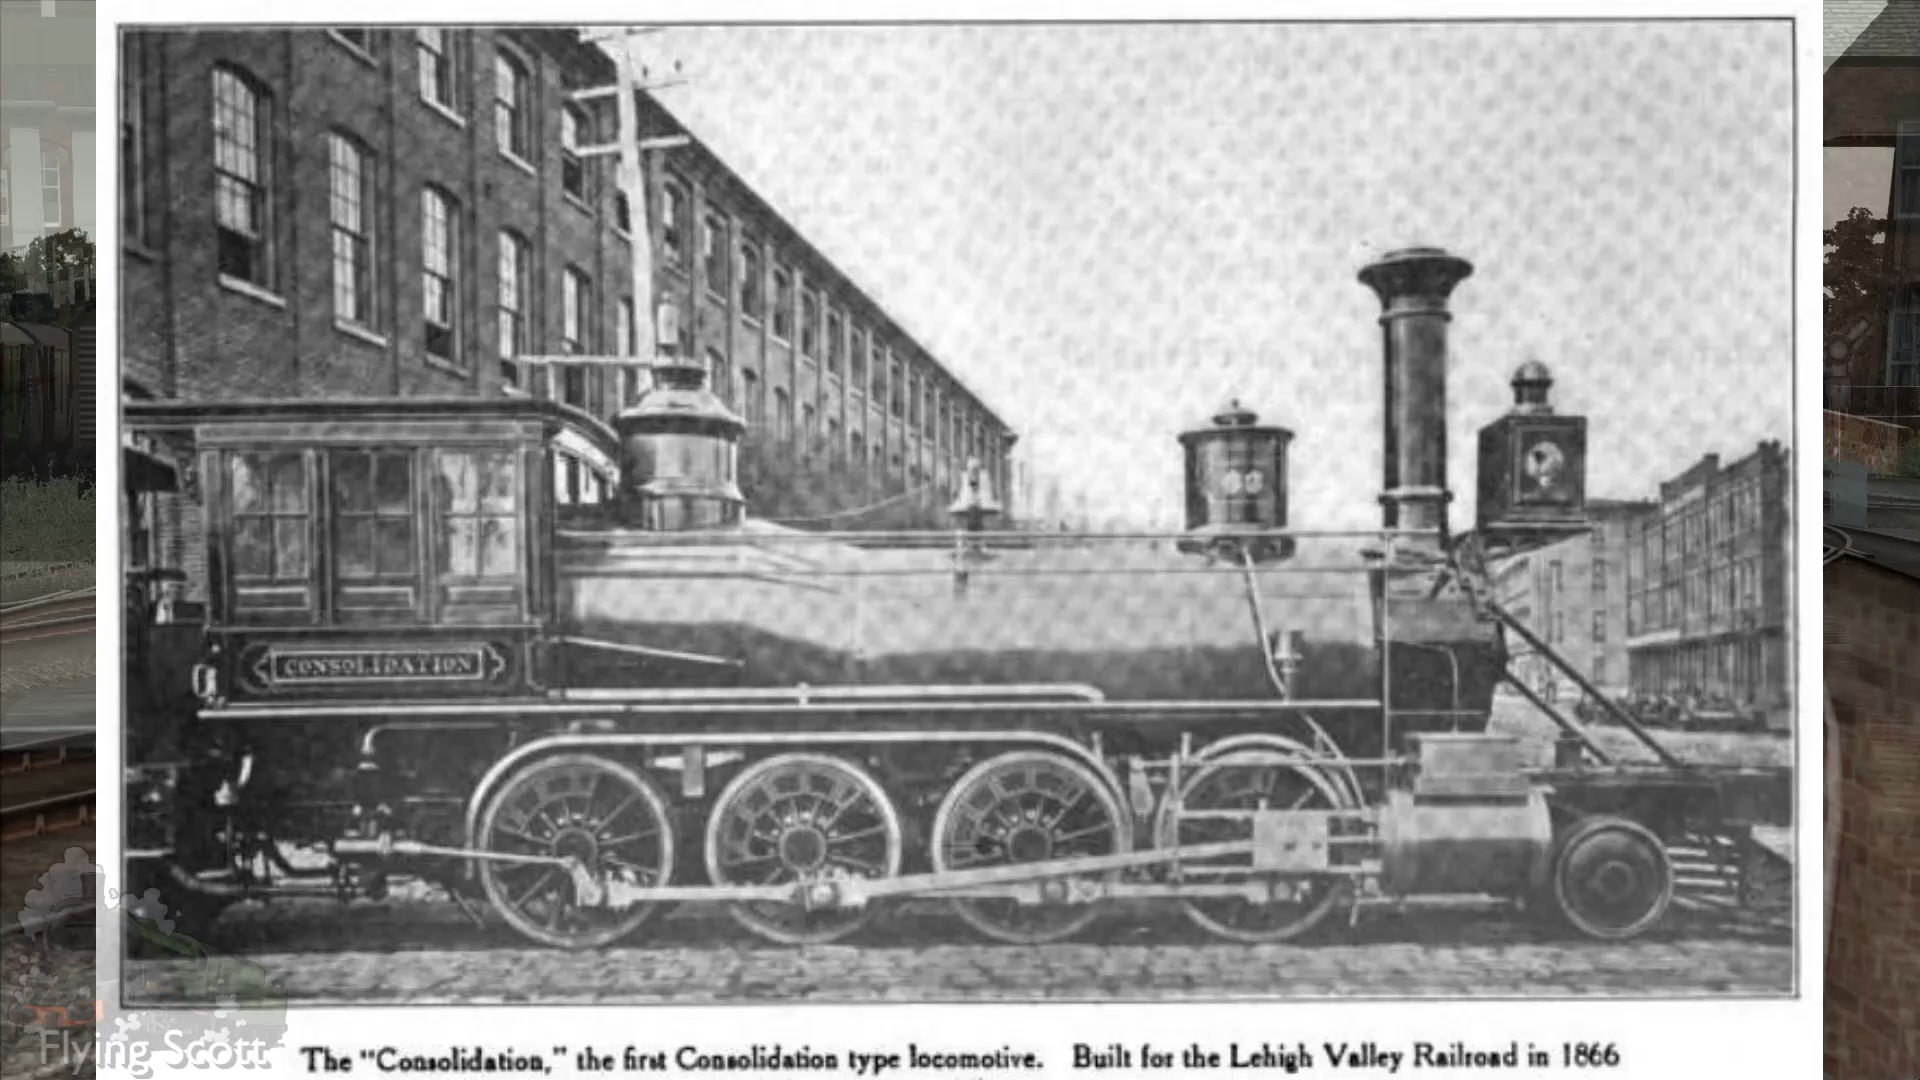 CONSOLIDATION
The "Consolidation," the first Consolidation type locomotive. Built for the Lehigh Valley Railroad in 1866
Flying Scott